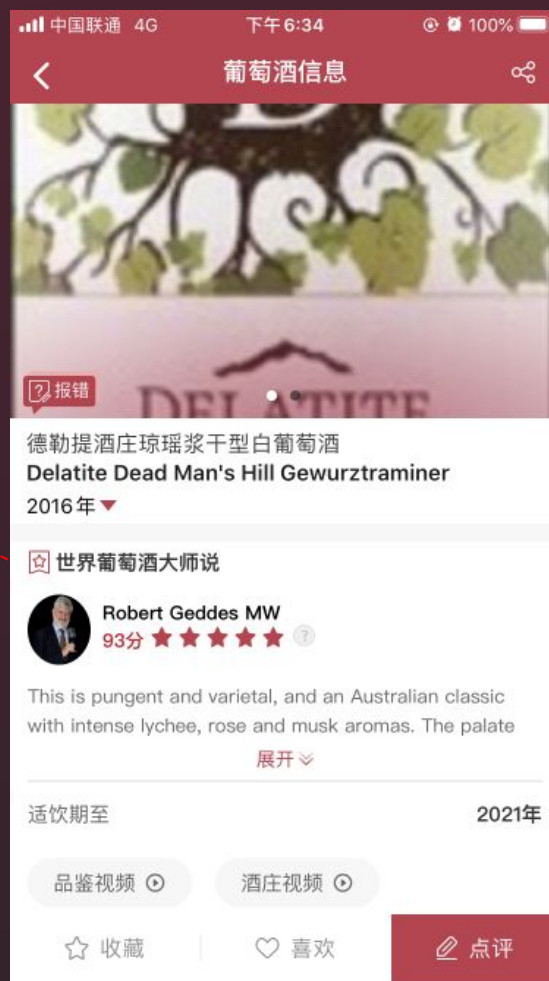 中国联通 4G 下午6:34 100%
葡萄酒信息
DELATITE
报错
德勒提酒庄琼瑶浆干型白葡萄酒
Delatite Dead Man's Hill Gewurztraminer
2016年
世界葡萄酒大师说
Robert Geddes MW
93分
This is pungent and varietal, and an Australian classic
with intense lychee, rose and musk aromas. The palate
展开
适饮期至 2021年
品鉴视频 酒庄视频
收藏 喜欢 点评